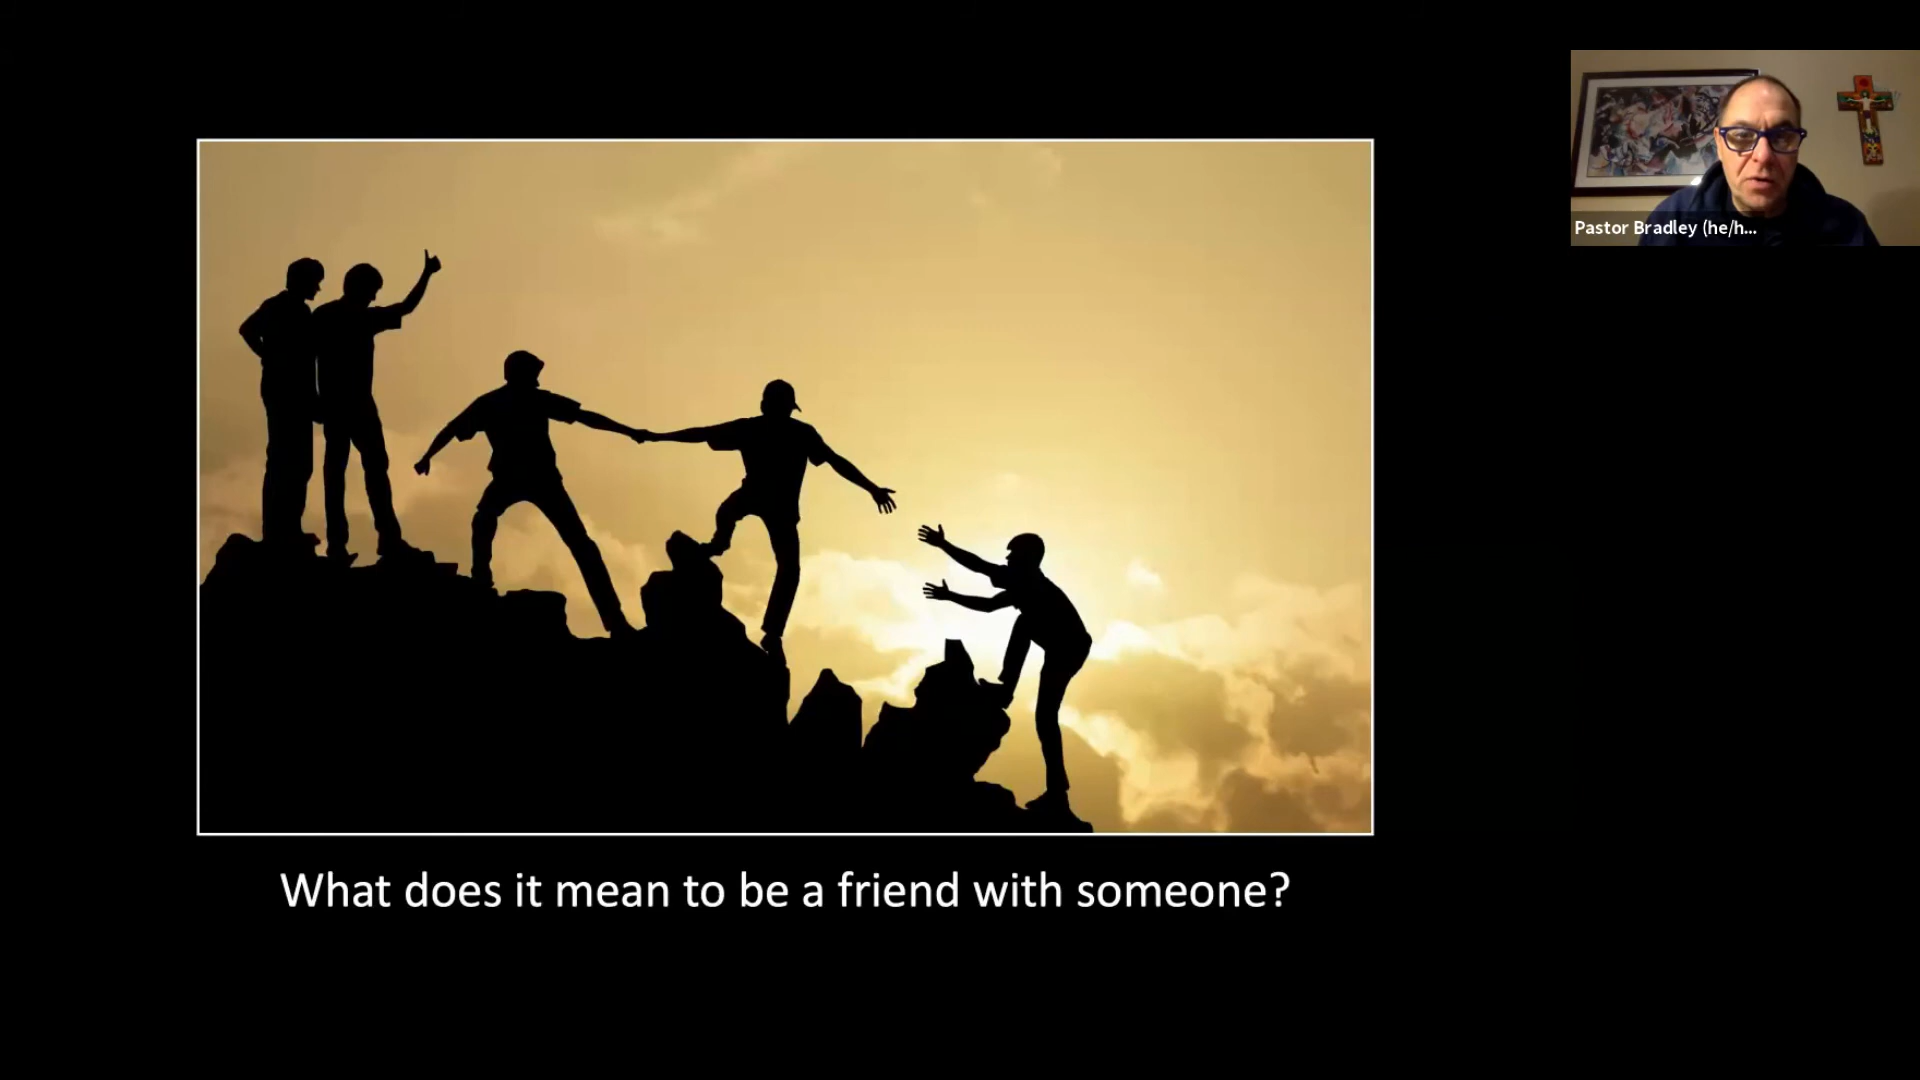 Pastor Bradley (he/h...
What does it mean to be a friend with someone?